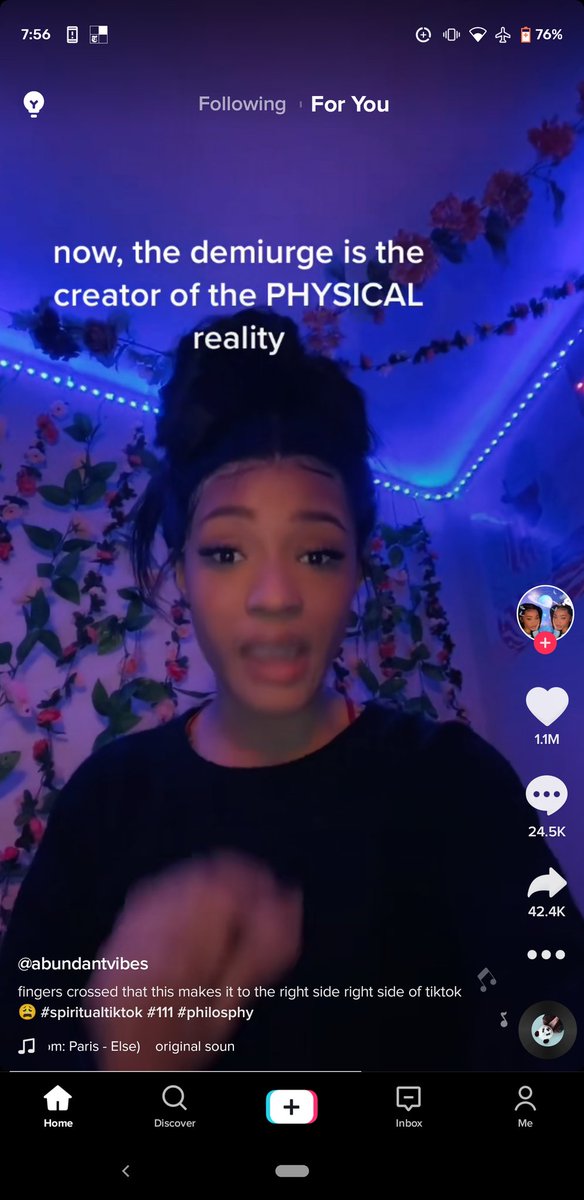 7:56
76%
Following
For You
now, the demiurge is the
creator of the PHYSICAL
reality
1.1M
24.5K
42.4K
@abundantvibes
fingers crossed that this makes it to the right side right side of tiktok
😩 #spiritualtiktok #111 #philosphy
om: Paris - Else) original soun
Home
Discover
Inbox
Me